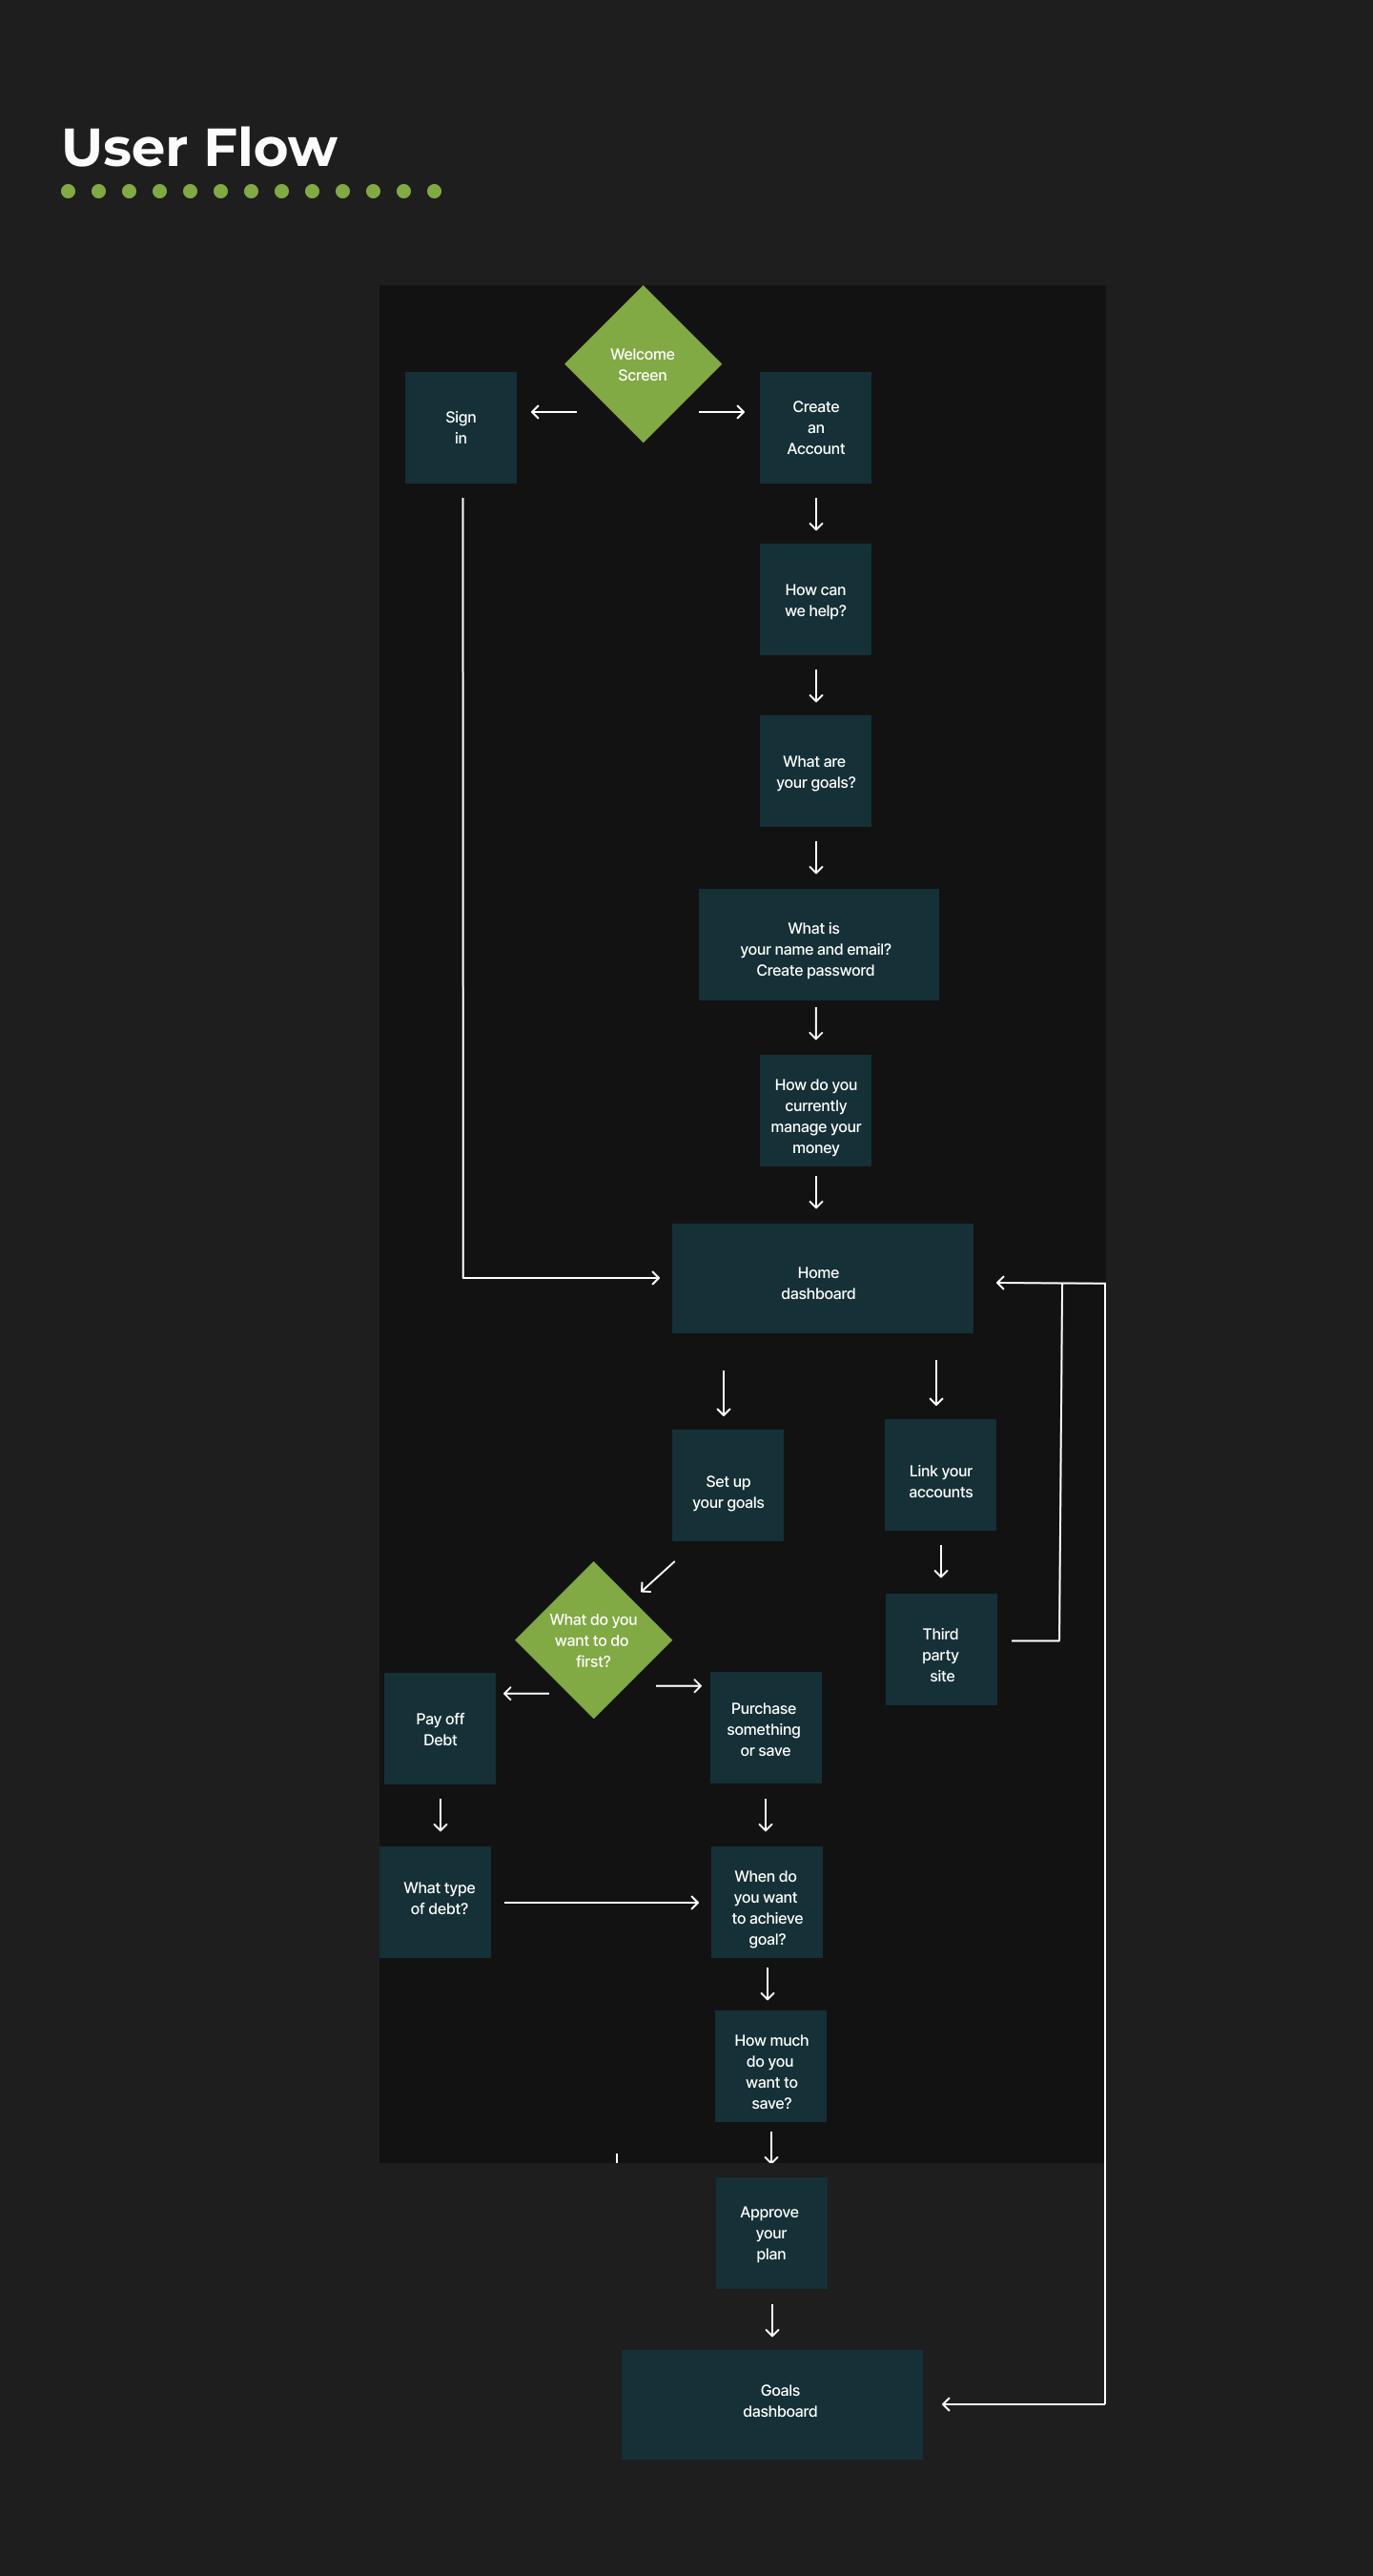 User Flow
Welcome
Screen
Sign
in
Create
an
Account
How can
we help?
What are
your goals?
What is
your name and email?
Create password
How do you
currently
manage your
money
Home
dashboard
Set up
your goals
Link your
accounts
What do you
want to do
first?
Third
party
site
Pay off
Debt
Purchase
something
or save
What type
of debt?
When do
you want
to achieve
goal?
How much
do you
want to
save?
Approve
your
plan
Goals
dashboard